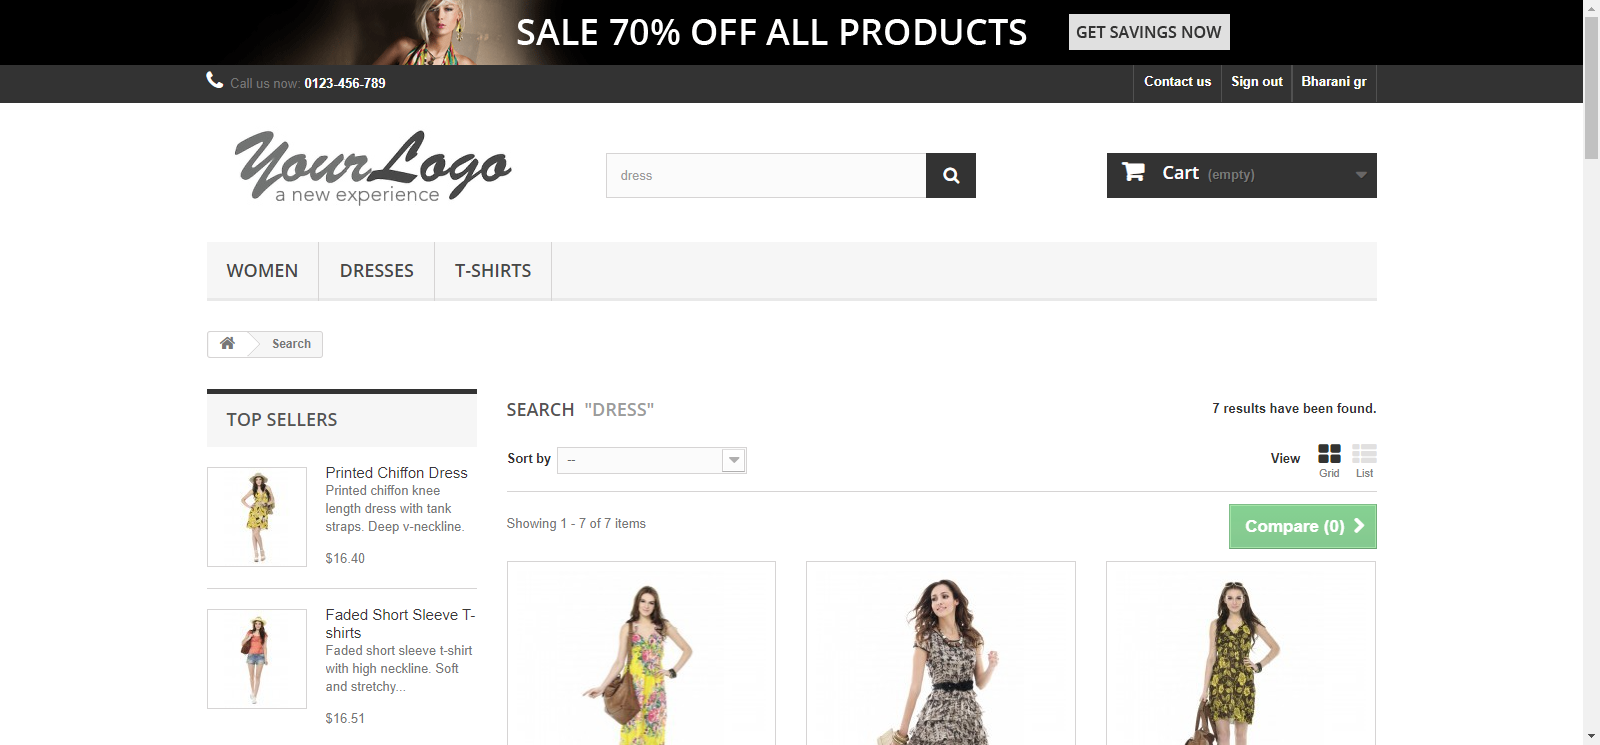 SALE 70% OFF ALL PRODUCTS
GET SAVINGS NOW
Call us now: 0123-456-789
Contact us
Sign out
Bharani gr
Your Logo
a new experience
dress
Cart (empty)
WOMEN
DRESSES
T-SHIRTS
Search
TOP SELLERS
Printed Chiffon Dress
Printed chiffon knee
length dress with tank
straps. Deep v-neckline.
$16.40
Faded Short Sleeve T-
shirts
Faded short sleeve t-shirt
with high neckline. Soft
and stretchy...
$16.51
SEARCH "DRESS"
7 results have been found.
Sort by
--
View
Grid
List
Showing 1 - 7 of 7 items
Compare (0)